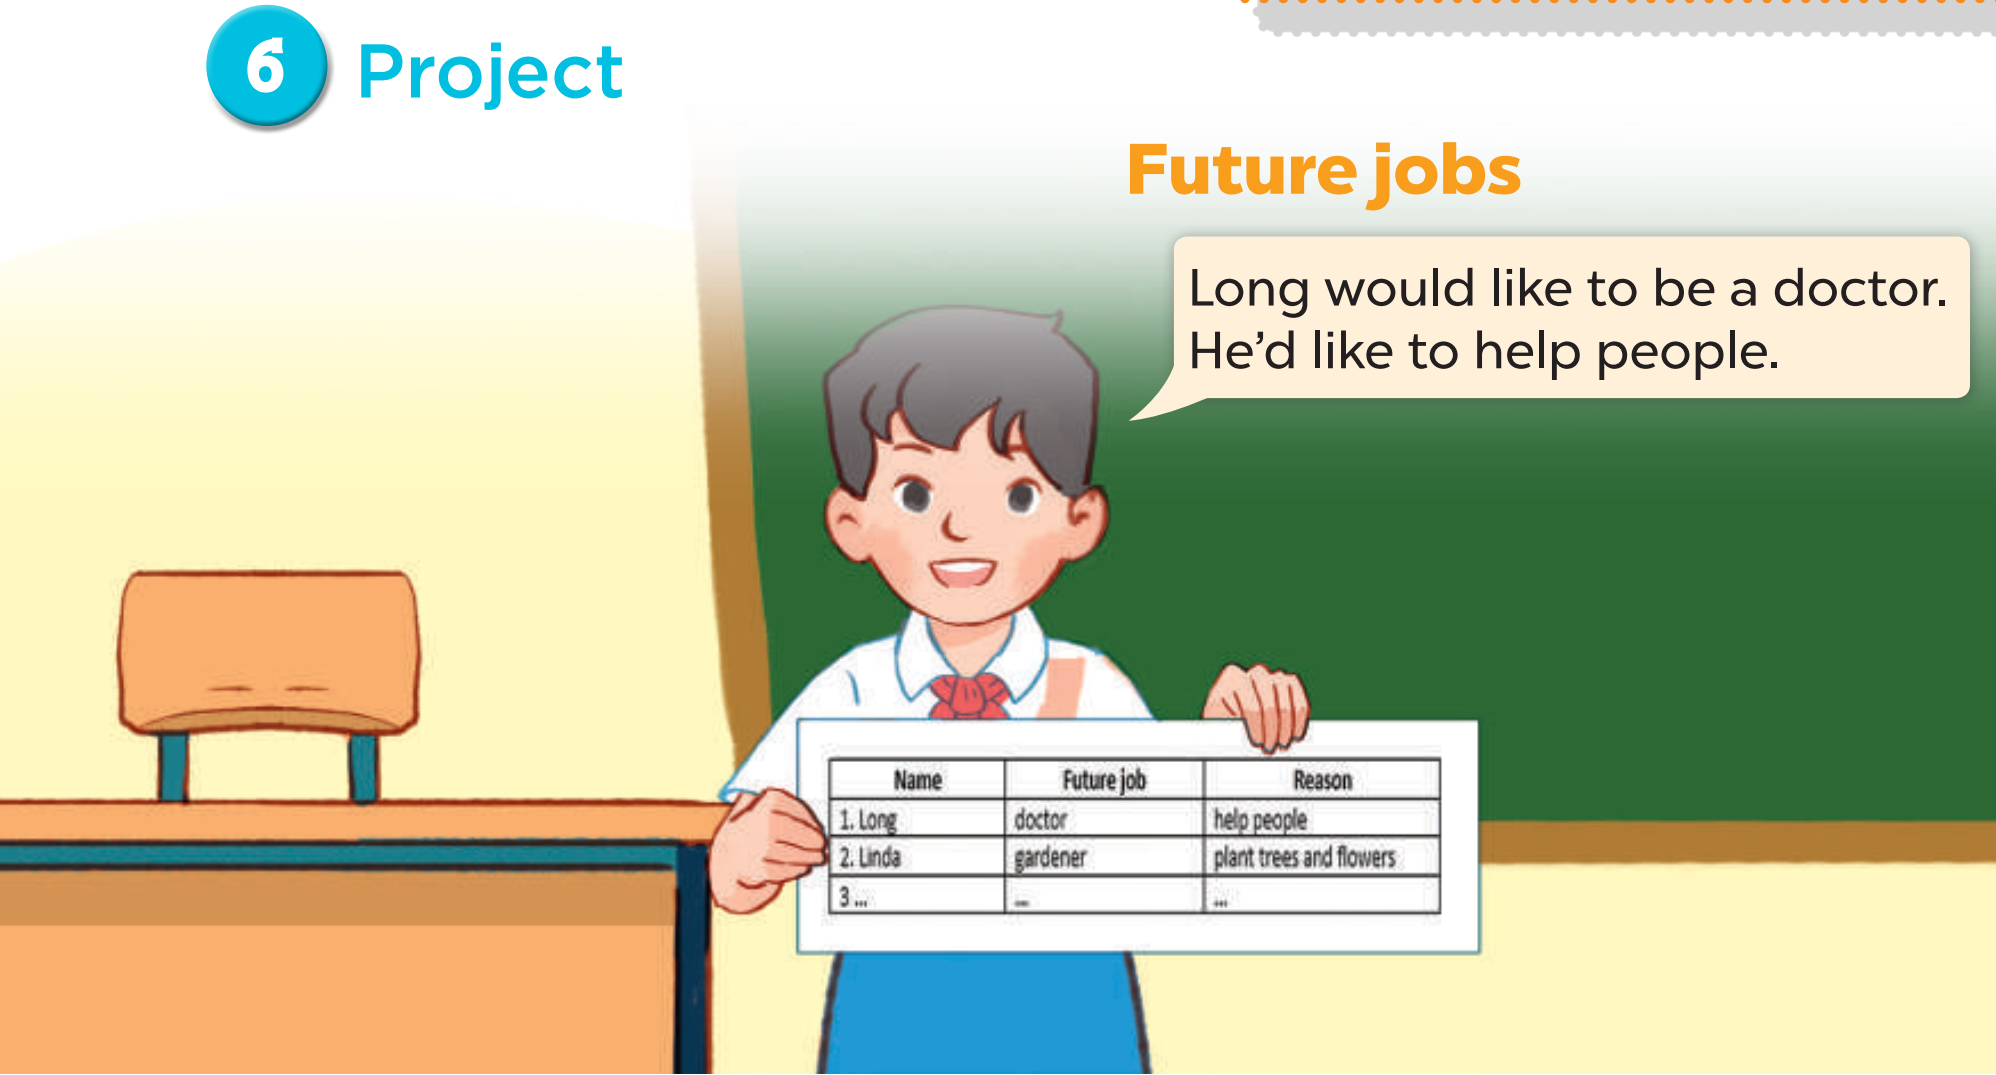 6 Project
Future jobs
Long would like to be a doctor.
He’d like to help people.
Name Future job Reason
1. Long doctor help people
2. Linda gardener plant trees and flowers
3 ... ... ...